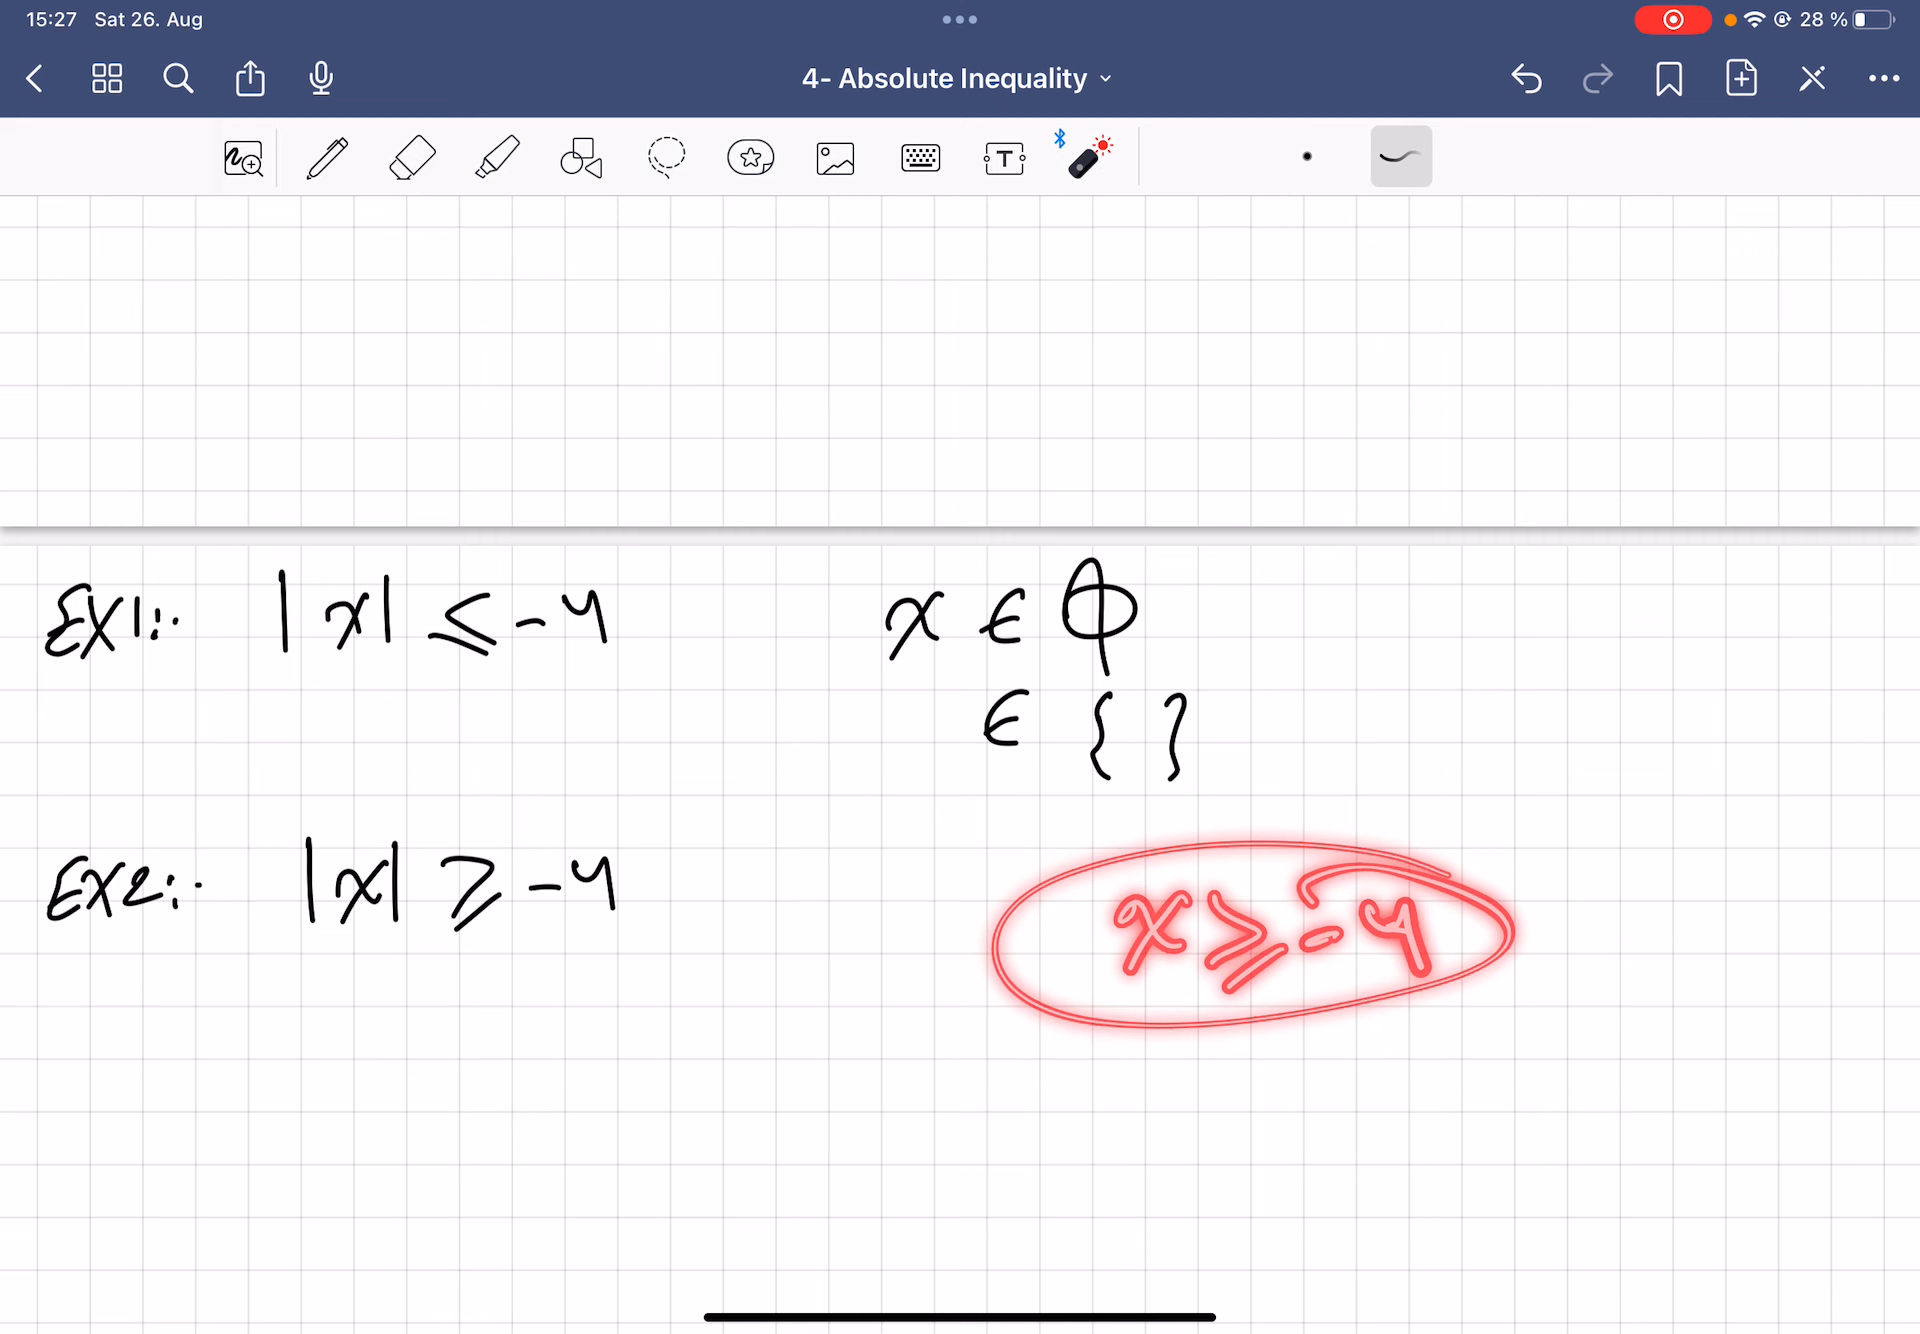 15:27 Sat 26. Aug
28 %
4- Absolute Inequality
T
EX1:. |x| ≤ -4 x ∈ ϕ
∈ { }
EX2:. |x| ≥ -4 x ≥ -4